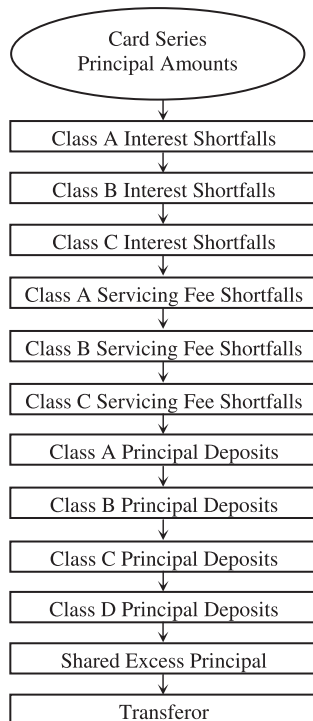 Card Series
Principal Amounts
Class A Interest Shortfalls
Class B Interest Shortfalls
Class C Interest Shortfalls
Class A Servicing Fee Shortfalls
Class B Servicing Fee Shortfalls
Class C Servicing Fee Shortfalls
Class A Principal Deposits
Class B Principal Deposits
Class C Principal Deposits
Class D Principal Deposits
Shared Excess Principal
Transferor